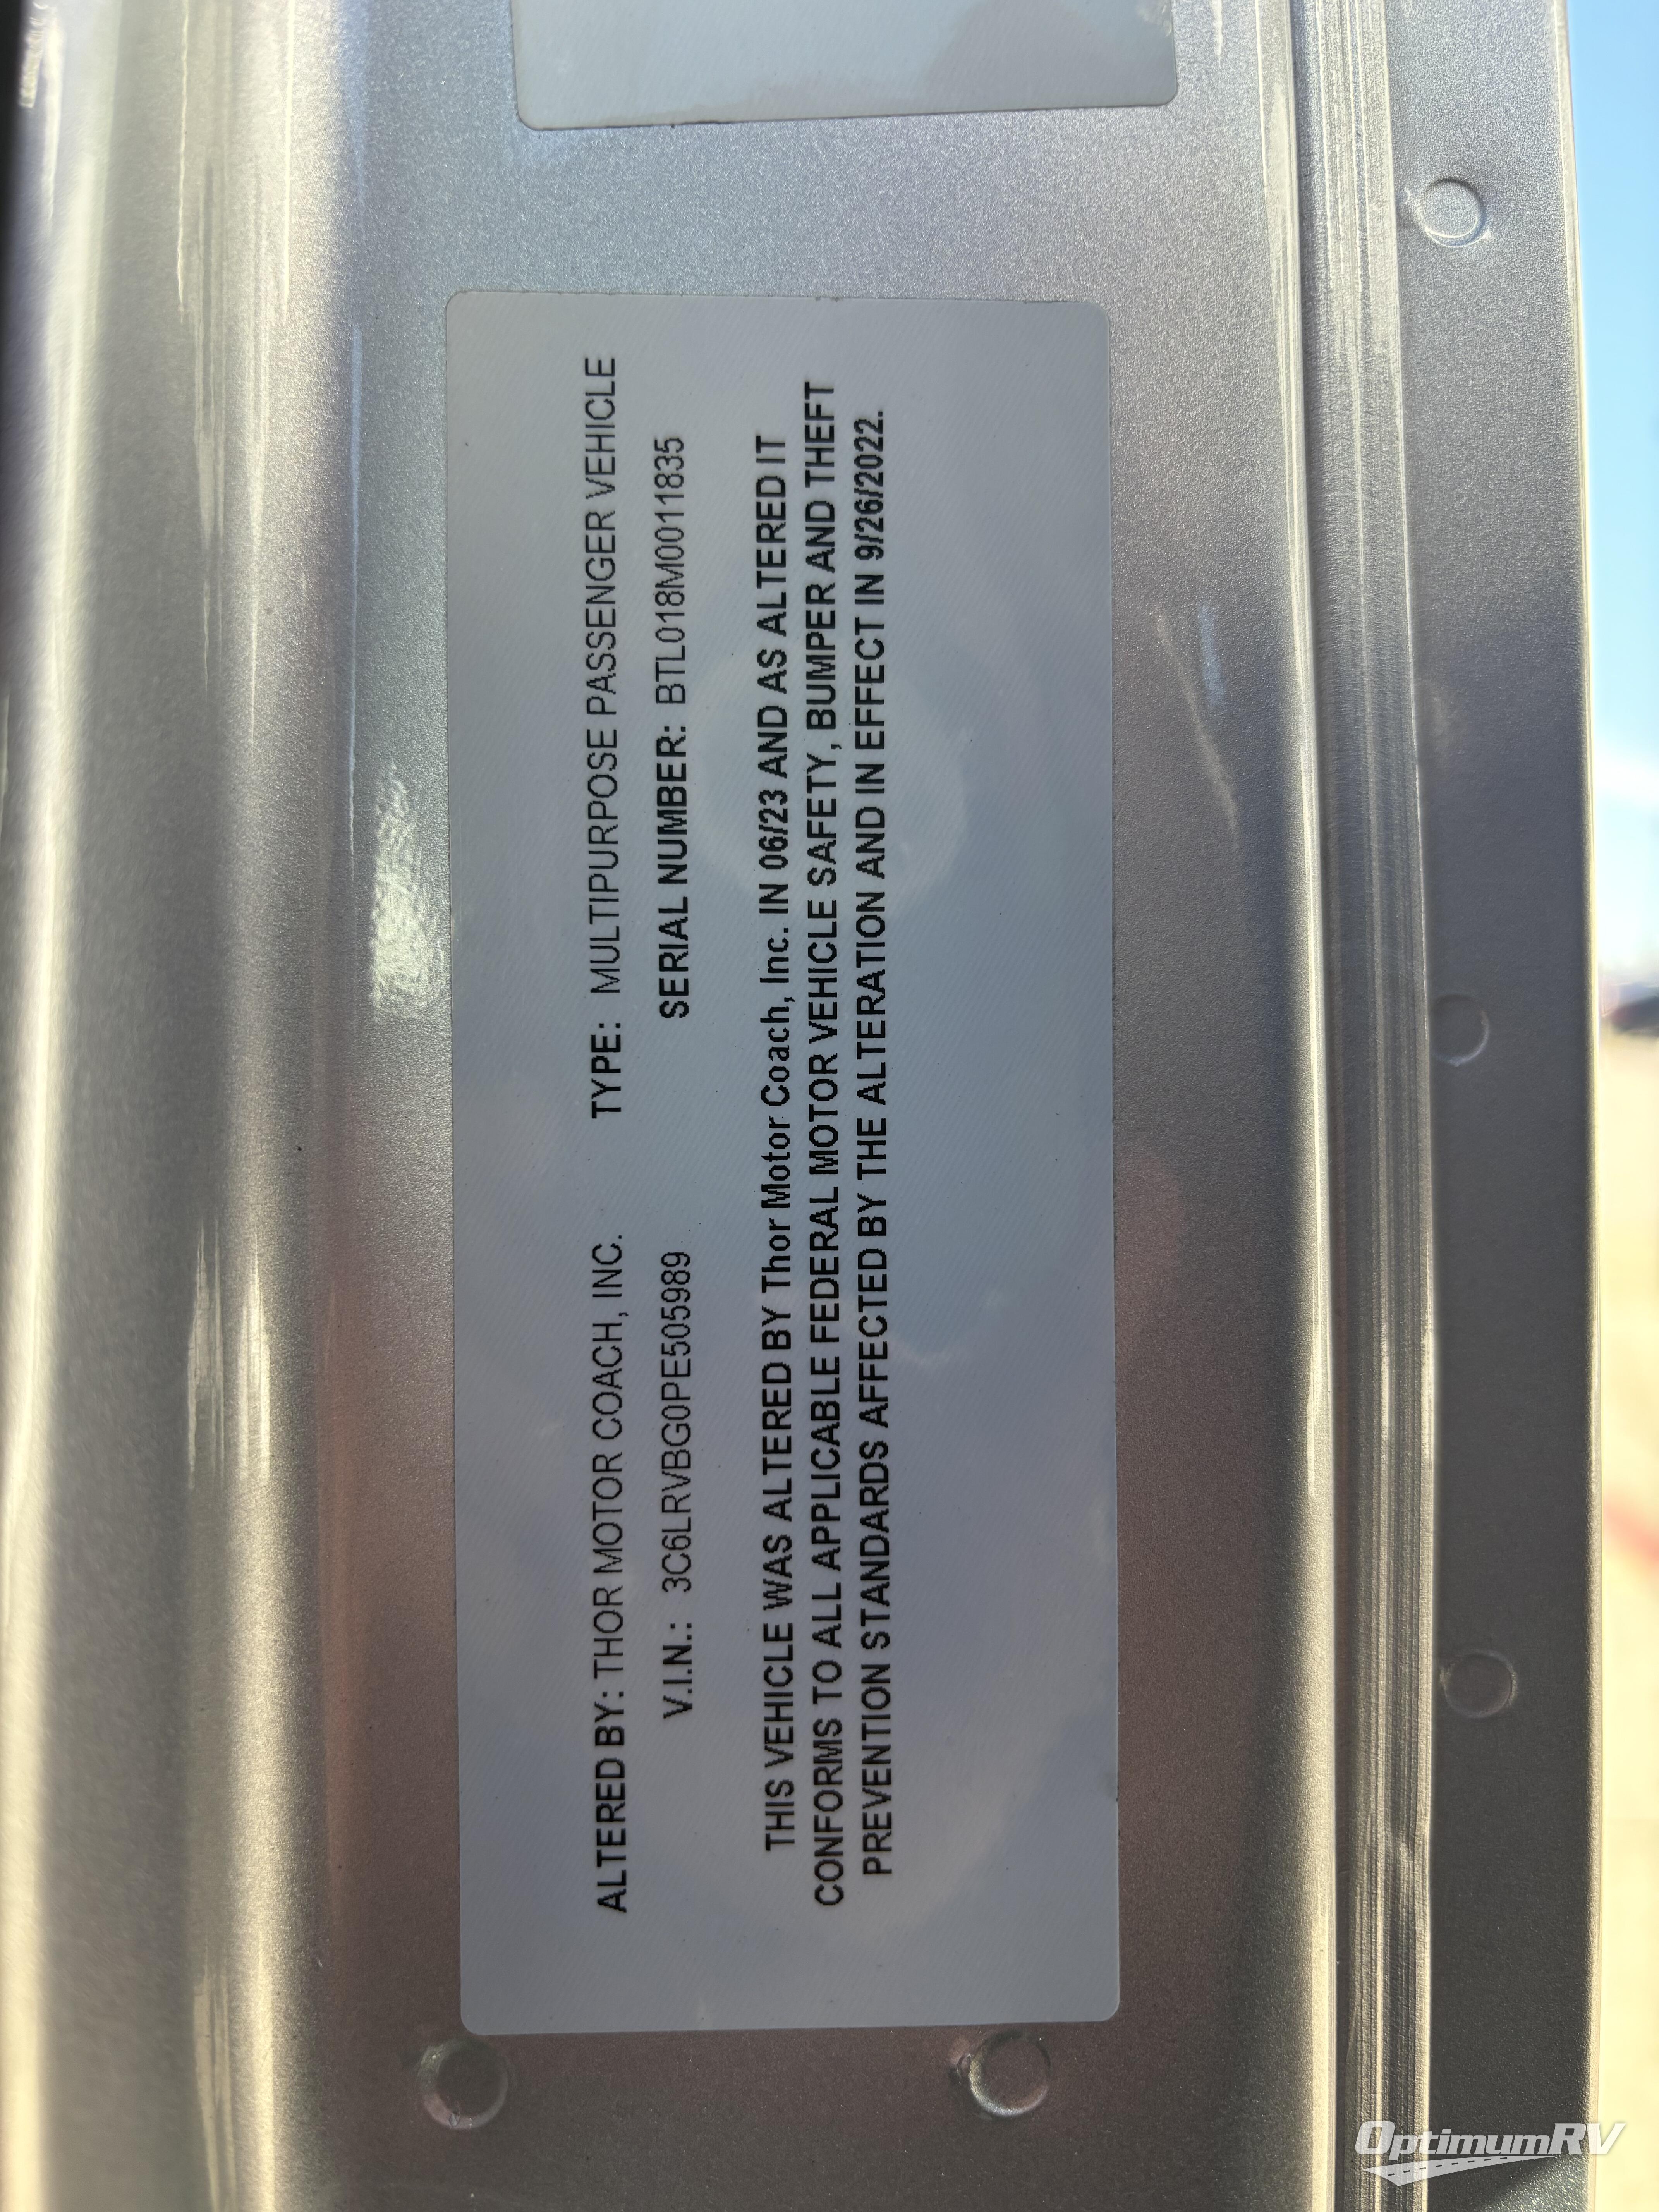 ALTERED BY: THOR MOTOR COACH, INC. TYPE: MULTIPURPOSE PASSENGER VEHICLE
V.I.N.: 3C6LRVBG0PE505989 SERIAL NUMBER: BTL018M0011835
THIS VEHICLE WAS ALTERED BY Thor Motor Coach, Inc. IN 06/23 AND AS ALTERED IT
CONFORMS TO ALL APPLICABLE FEDERAL MOTOR VEHICLE SAFETY, BUMPER AND THEFT
PREVENTION STANDARDS AFFECTED BY THE ALTERATION AND IN EFFECT IN 9/26/2022.
OptimumRV